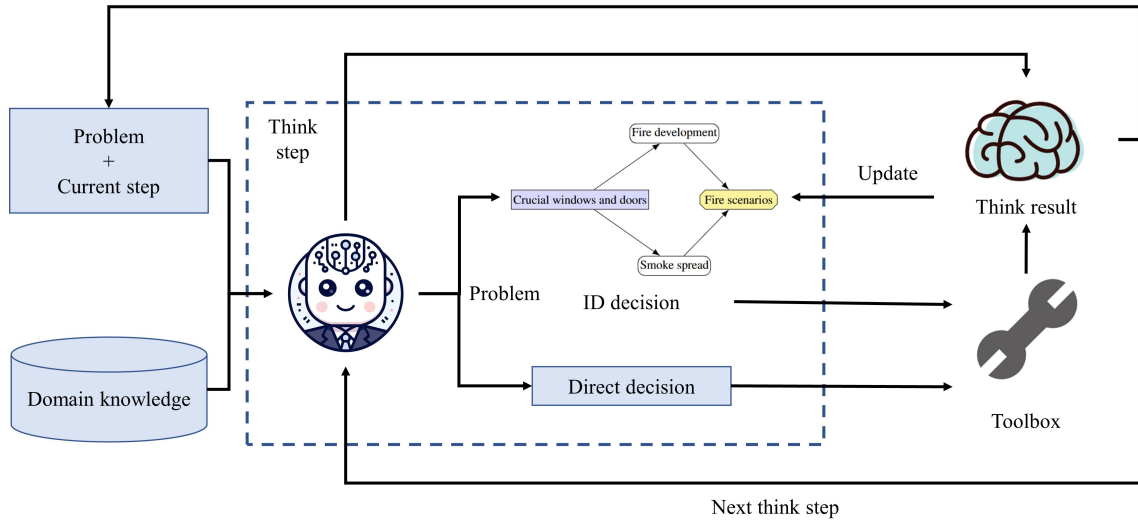 Problem
+
Current step
Domain knowledge
Think
step
Problem
Fire development
Crucial windows and doors
Fire scenarios
Smoke spread
ID decision
Direct decision
Update
Think result
Toolbox
Next think step